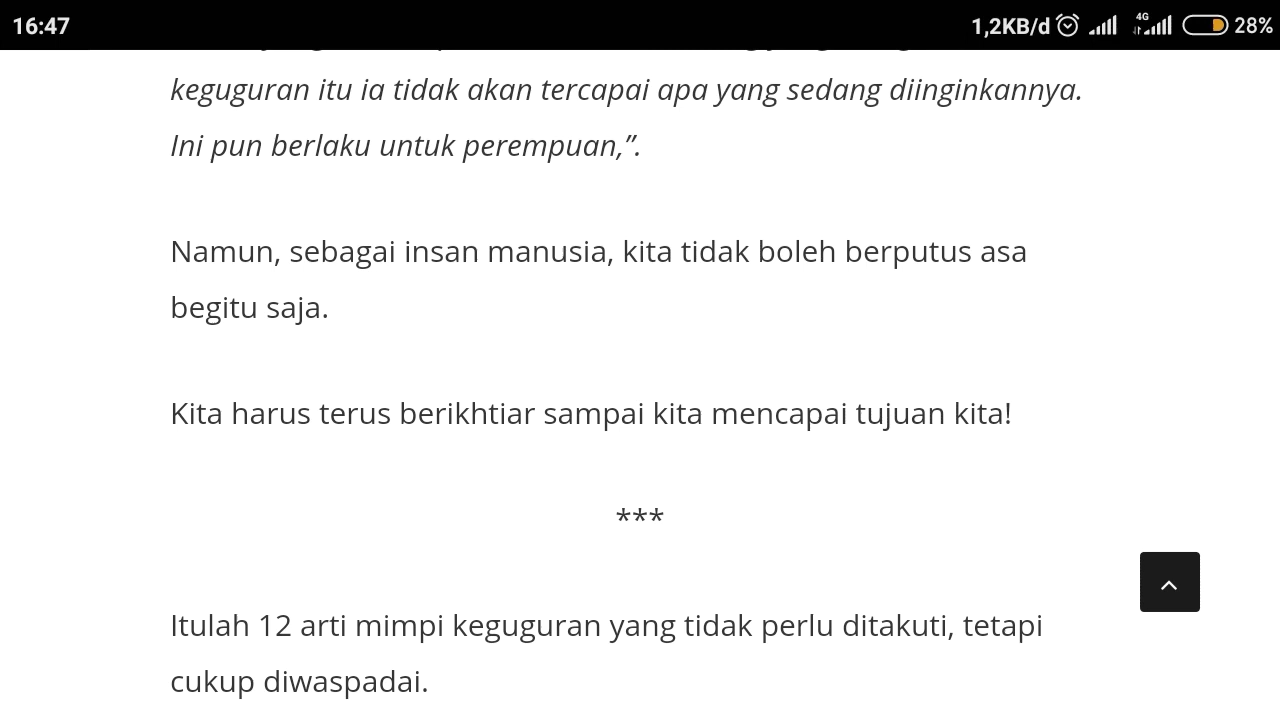 16:47 1,2KB/d 4G 28%
keguguran itu ia tidak akan tercapai apa yang sedang diinginkannya.
Ini pun berlaku untuk perempuan,”.
Namun, sebagai insan manusia, kita tidak boleh berputus asa
begitu saja.
Kita harus terus berikhtiar sampai kita mencapai tujuan kita!
***
Itulah 12 arti mimpi keguguran yang tidak perlu ditakuti, tetapi
cukup diwaspadai.